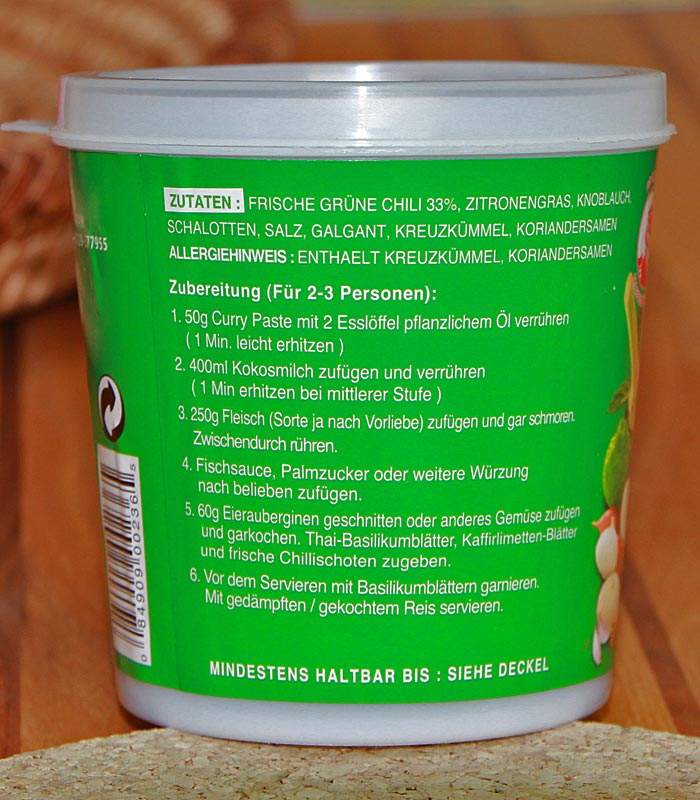 ZUTATEN : FRISCHE GRÜNE CHILI 33%, ZITRONENGRAS, KNOBLAUCH,
SCHALOTTEN, SALZ, GALGANT, KREUZKÜMMEL, KORIANDERSAMEN
ALLERGIEHINWEIS : ENTHAELT KREUZKÜMMEL, KORIANDERSAMEN
Zubereitung (Für 2-3 Personen):
1. 50g Curry Paste mit 2 Esslöffel pflanzlichem Öl verrühren
( 1 Min. leicht erhitzen )
2. 400ml Kokosmilch zufügen und verrühren
( 1 Min erhitzen bei mittlerer Stufe )
3. 250g Fleisch (Sorte ja nach Vorliebe) zufügen und gar schmoren.
Zwischendurch rühren.
4. Fischsauce, Palmzucker oder weitere Würzung
nach belieben zufügen.
5. 60g Eierauberginen geschnitten oder anderes Gemüse zufügen
und garkochen. Thai-Basilikumblätter, Kaffirlimetten-Blätter
und frische Chillischoten zugeben.
6. Vor dem Servieren mit Basilikumblättern garnieren.
Mit gedämpften / gekochtem Reis servieren.
MINDESTENS HALTBAR BIS : SIEHE DECKEL
77955
0 84909 00236 5